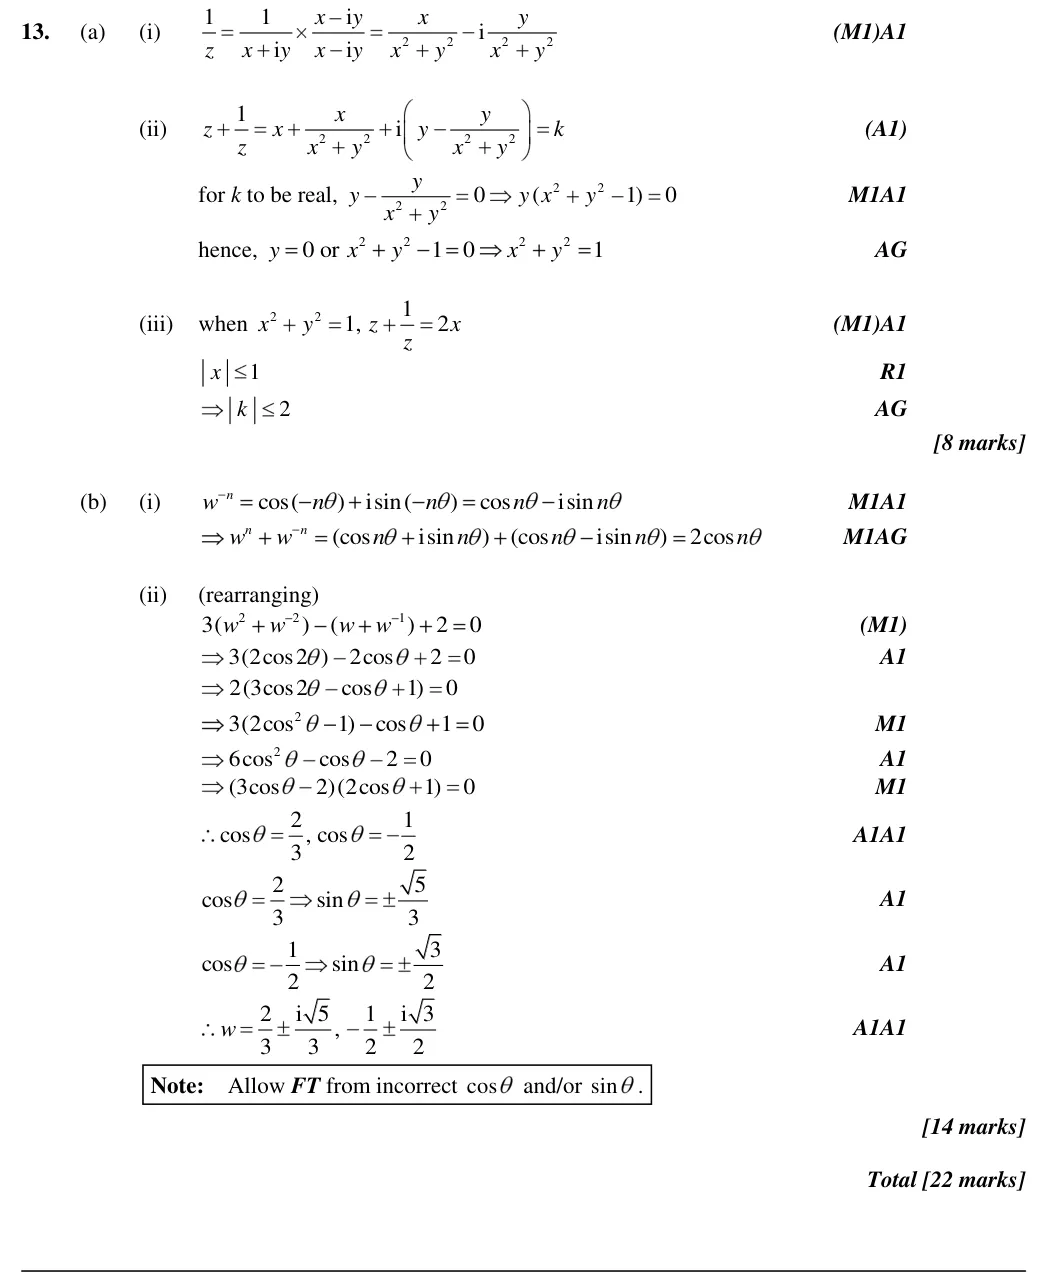 13. (a) (i) 1/z = 1/(x + iy) × (x − iy)/(x − iy) = x/(x² + y²) − i y/(x² + y²) (M1)A1
(ii) z + 1/z = x + x/(x² + y²) + i(y − y/(x² + y²)) = k (A1)
for k to be real, y − y/(x² + y²) = 0 ⇒ y(x² + y² − 1) = 0 M1A1
hence, y = 0 or x² + y² − 1 = 0 ⇒ x² + y² = 1 AG
(iii) when x² + y² = 1, z + 1/z = 2x (M1)A1
|x| ≤ 1 R1
⇒ |k| ≤ 2 AG
[8 marks]
(b) (i) w⁻ⁿ = cos(−nθ) + i sin(−nθ) = cos nθ − i sin nθ M1A1
⇒ wⁿ + w⁻ⁿ = (cos nθ + i sin nθ) + (cos nθ − i sin nθ) = 2cos nθ M1AG
(ii) (rearranging)
3(w² + w⁻²) − (w + w⁻¹) + 2 = 0 (M1)
⇒ 3(2cos 2θ) − 2cos θ + 2 = 0 A1
⇒ 2(3cos 2θ − cos θ + 1) = 0
⇒ 3(2cos² θ − 1) − cos θ + 1 = 0 M1
⇒ 6cos² θ − cos θ − 2 = 0 A1
⇒ (3cos θ − 2)(2cos θ + 1) = 0 M1
∴ cos θ = 2/3, cos θ = −1/2 A1A1
cos θ = 2/3 ⇒ sin θ = ±√5/3 A1
cos θ = −1/2 ⇒ sin θ = ±√3/2 A1
∴ w = 2/3 ± i√5/3, −1/2 ± i√3/2 A1A1
Note: Allow FT from incorrect cos θ and/or sin θ.
[14 marks]
Total [22 marks]